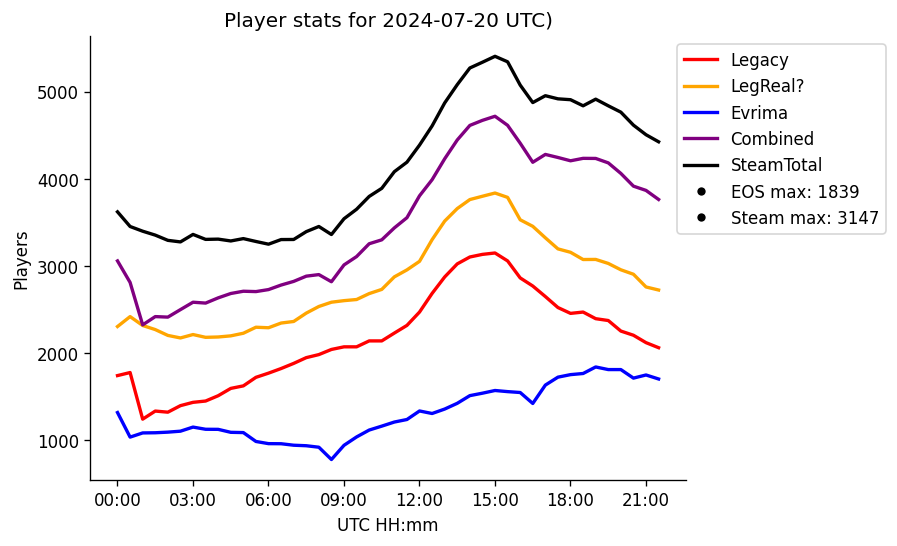 Player stats for 2024-07-20 UTC)
Legacy
LegReal?
Evrima
Combined
SteamTotal
EOS max: 1839
Steam max: 3147
Players
5000
4000
3000
2000
1000
00:00 03:00 06:00 09:00 12:00 15:00 18:00 21:00
UTC HH:mm